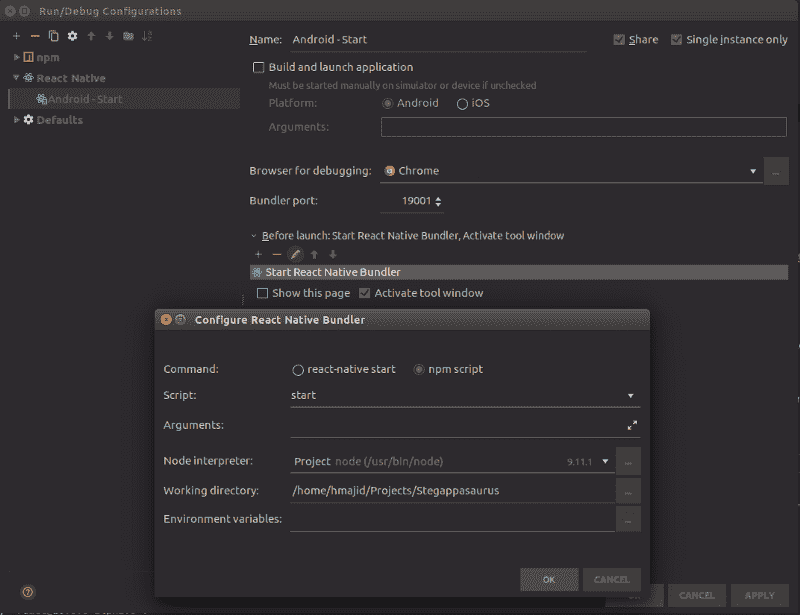 Run/Debug Configurations
npm
React Native
Android - Start
Defaults
Name: Android - Start
Share
Single instance only
Build and launch application
Must be started manually on simulator or device if unchecked
Platform: Android iOS
Arguments:
Browser for debugging: Chrome ...
Bundler port: 19001
Before launch: Start React Native Bundler, Activate tool window
Start React Native Bundler
Show this page Activate tool window
Configure React Native Bundler
Command: react-native start npm script
Script: start
Arguments:
Node interpreter: Project node (/usr/bin/node) 9.11.1 ...
Working directory: /home/hmajid/Projects/Stegappasaurus ...
Environment variables: ...
OK CANCEL
? CANCEL APPLY